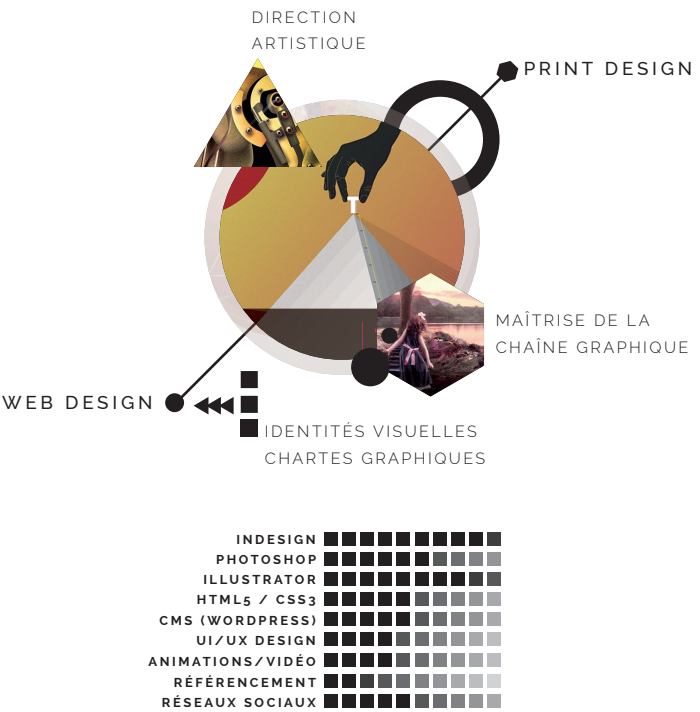 DIRECTION
ARTISTIQUE
PRINT DESIGN
MAÎTRISE DE LA
CHAÎNE GRAPHIQUE
WEB DESIGN
IDENTITÉS VISUELLES
CHARTES GRAPHIQUES
INDESIGN
PHOTOSHOP
ILLUSTRATOR
HTML5 / CSS3
CMS (WORDPRESS)
UI/UX DESIGN
ANIMATIONS/VIDÉO
RÉFÉRENCEMENT
RÉSEAUX SOCIAUX